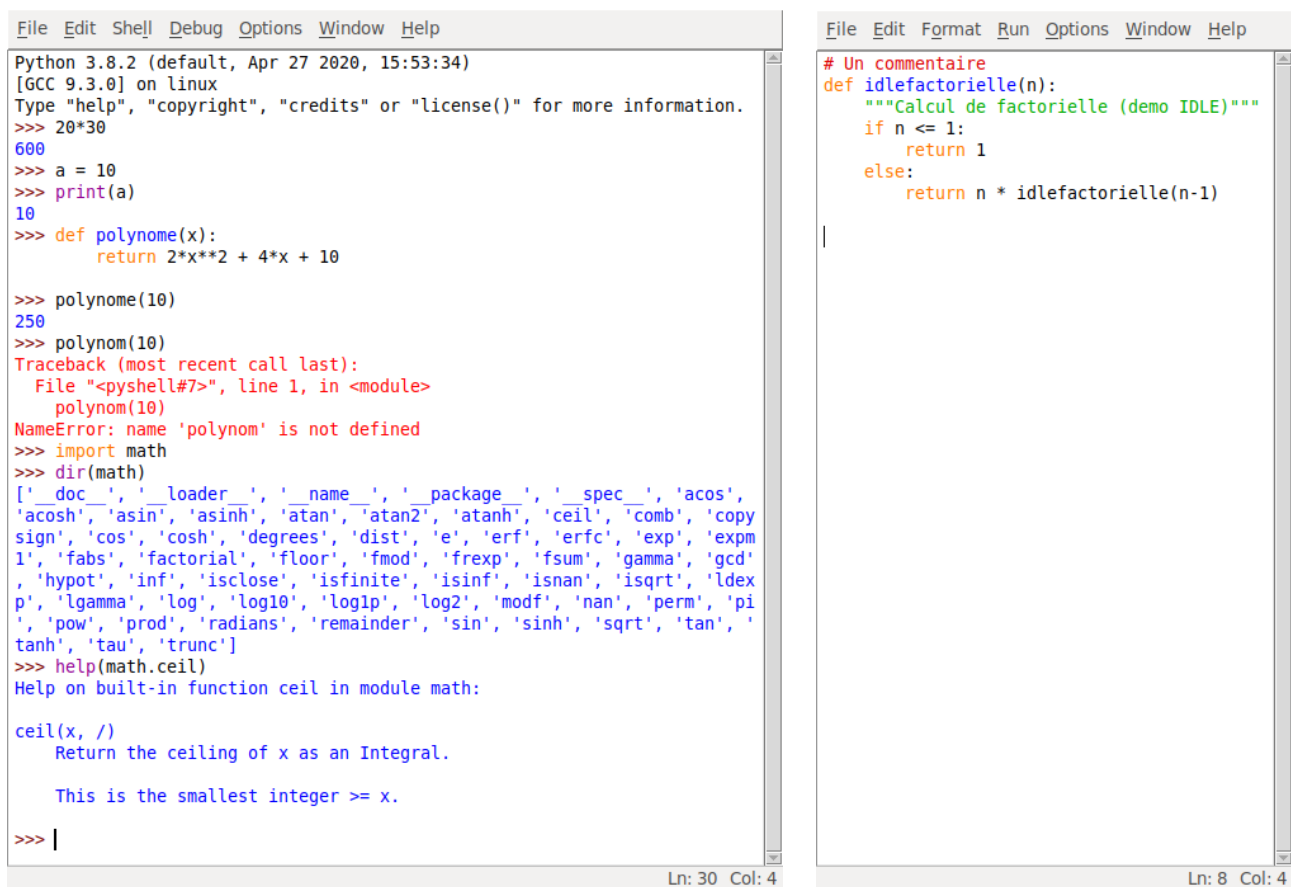 File Edit Shell Debug Options Window Help
Python 3.8.2 (default, Apr 27 2020, 15:53:34)
[GCC 9.3.0] on linux
Type "help", "copyright", "credits" or "license()" for more information.
>>> 20*30
600
>>> a = 10
>>> print(a)
10
>>> def polynome(x):
        return 2*x**2 + 4*x + 10

>>> polynome(10)
250
>>> polynom(10)
Traceback (most recent call last):
  File "<pyshell#7>", line 1, in <module>
    polynom(10)
NameError: name 'polynom' is not defined
>>> import math
>>> dir(math)
['__doc__', '__loader__', '__name__', '__package__', '__spec__', 'acos',
'acosh', 'asin', 'asinh', 'atan', 'atan2', 'atanh', 'ceil', 'comb', 'copy
sign', 'cos', 'cosh', 'degrees', 'dist', 'e', 'erf', 'erfc', 'exp', 'expm
1', 'fabs', 'factorial', 'floor', 'fmod', 'frexp', 'fsum', 'gamma', 'gcd'
, 'hypot', 'inf', 'isclose', 'isfinite', 'isinf', 'isnan', 'isqrt', 'ldex
p', 'lgamma', 'log', 'log10', 'log1p', 'log2', 'modf', 'nan', 'perm', 'pi
', 'pow', 'prod', 'radians', 'remainder', 'sin', 'sinh', 'sqrt', 'tan', '
tanh', 'tau', 'trunc']
>>> help(math.ceil)
Help on built-in function ceil in module math:

ceil(x, /)
    Return the ceiling of x as an Integral.

    This is the smallest integer >= x.

>>>
Ln: 30 Col: 4
File Edit Format Run Options Window Help
# Un commentaire
def idlefactorielle(n):
    """Calcul de factorielle (demo IDLE)"""
    if n <= 1:
        return 1
    else:
        return n * idlefactorielle(n-1)
Ln: 8 Col: 4